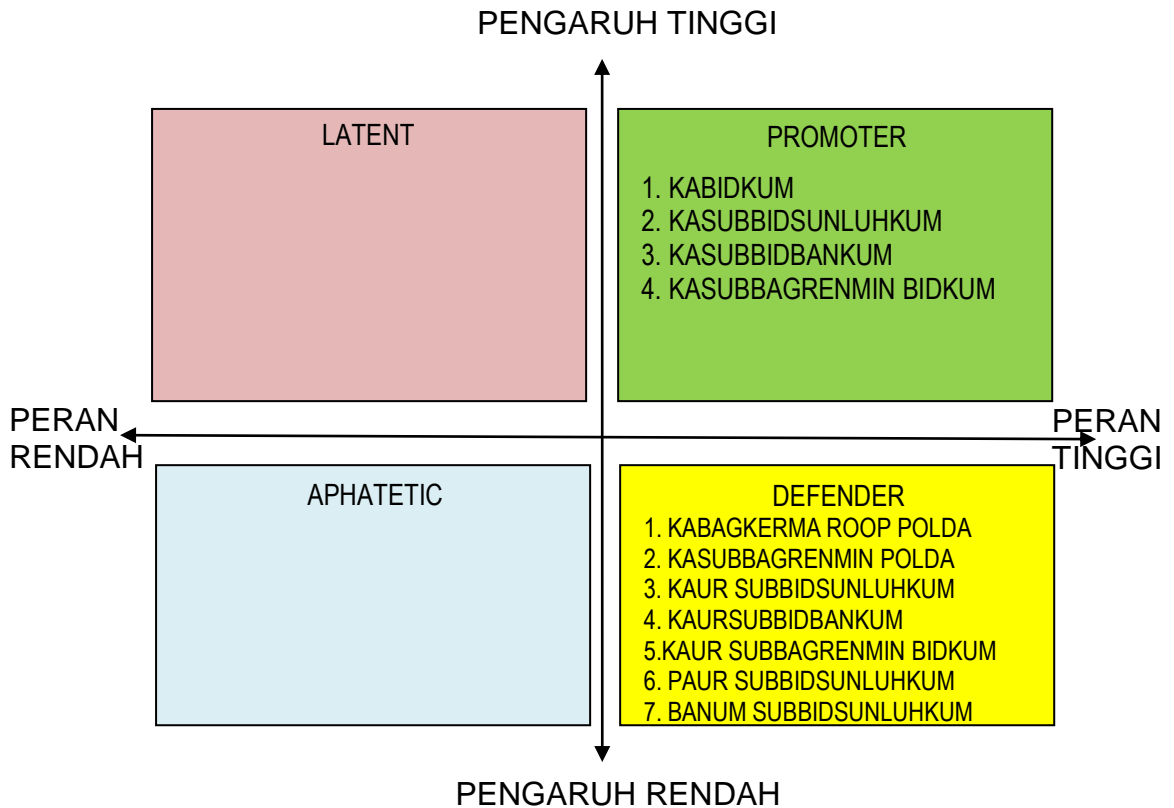 PENGARUH TINGGI
LATENT
PROMOTER
1. KABIDKUM
2. KASUBBIDSUNLUHKUM
3. KASUBBIDBANKUM
4. KASUBBAGRENMIN BIDKUM
PERAN
RENDAH
PERAN
TINGGI
APHATETIC
DEFENDER
1. KABAGKERMA ROOP POLDA
2. KASUBBAGRENMIN POLDA
3. KAUR SUBBIDSUNLUHKUM
4. KAURSUBBIDBANKUM
5.KAUR SUBBAGRENMIN BIDKUM
6. PAUR SUBBIDSUNLUHKUM
7. BANUM SUBBIDSUNLUHKUM
PENGARUH RENDAH